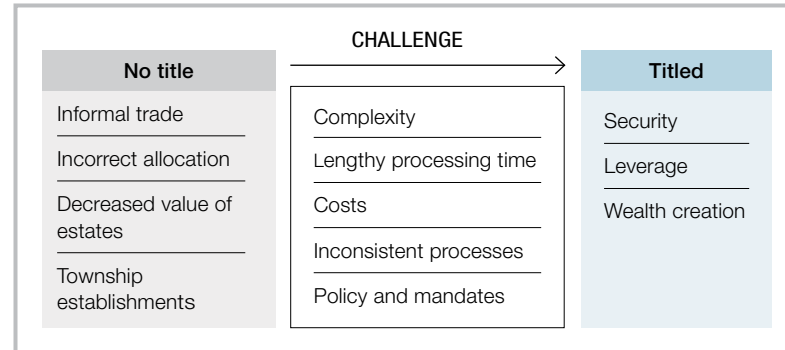 CHALLENGE
No title
Informal trade
Incorrect allocation
Decreased value of
estates
Township
establishments
Complexity
Lengthy processing time
Costs
Inconsistent processes
Policy and mandates
Titled
Security
Leverage
Wealth creation